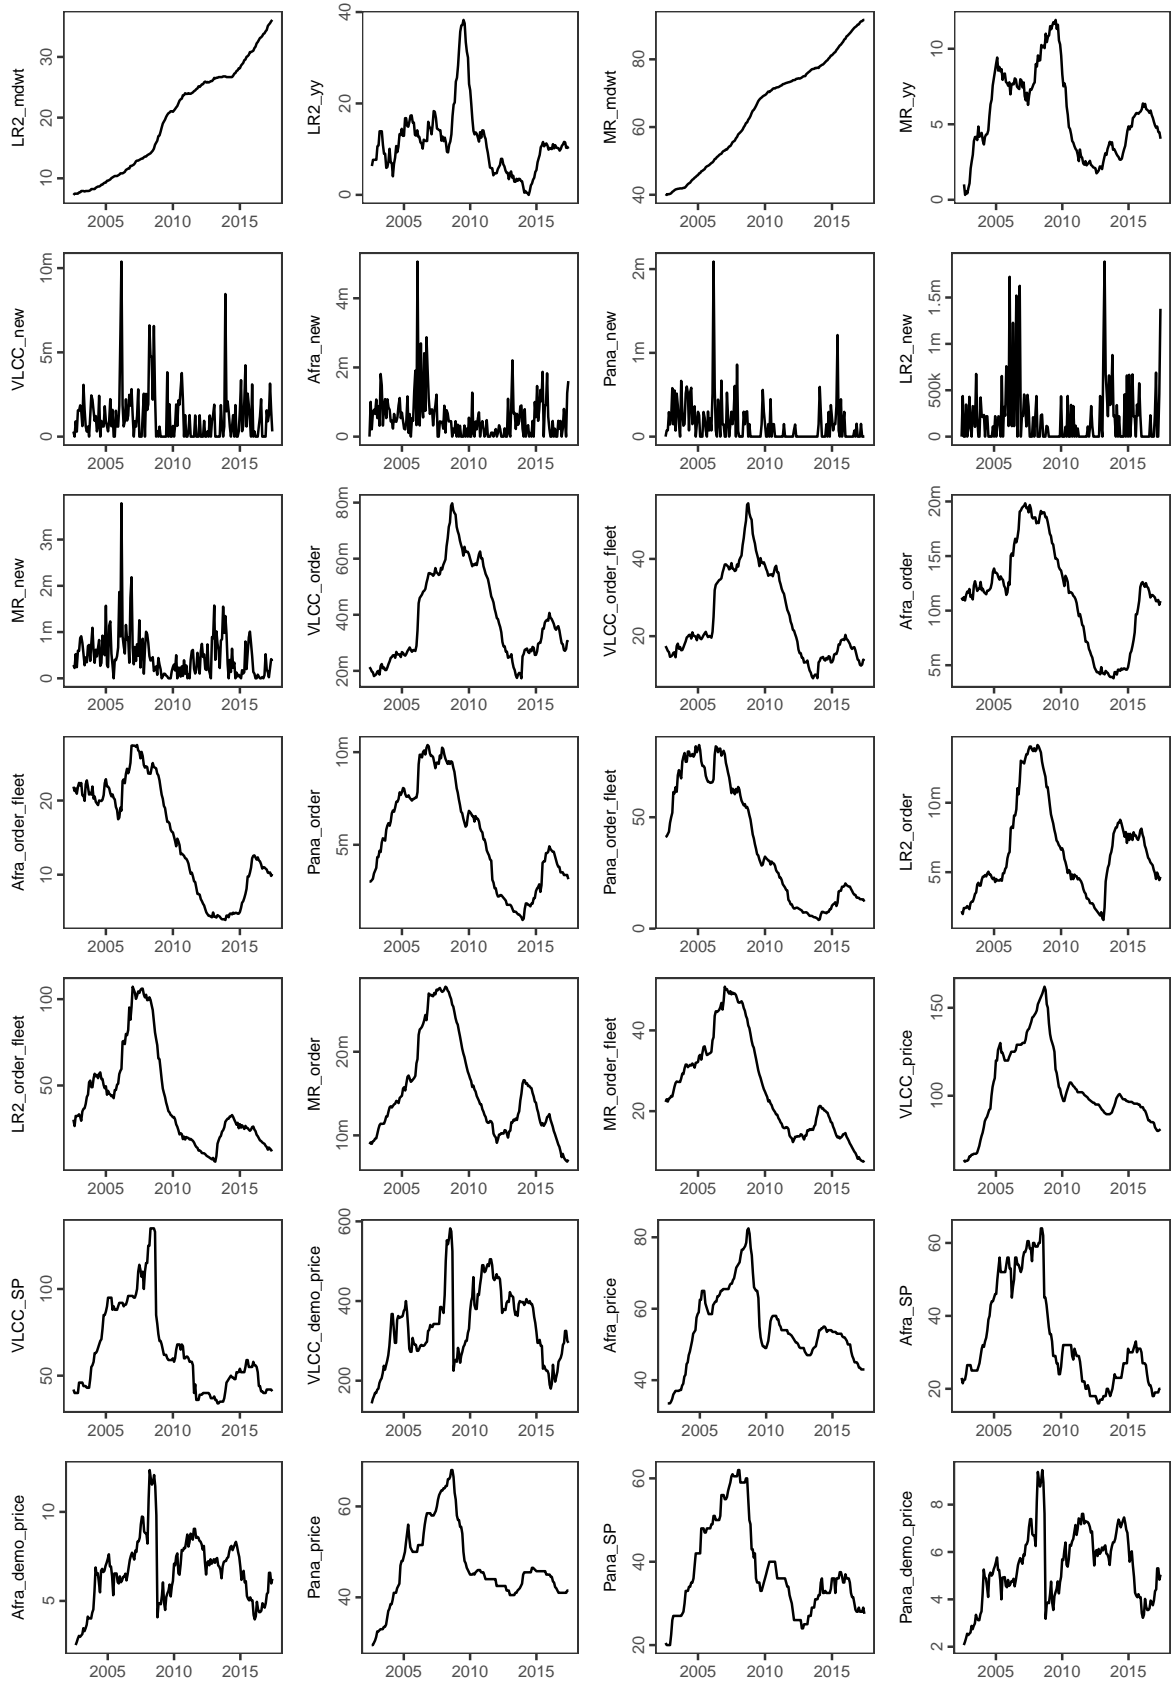 LR2_mdwt
10
20
30
2005 2010 2015
LR2_yy
0
20
40
2005 2010 2015
MR_mdwt
40
60
80
2005 2010 2015
MR_yy
0
5
10
2005 2010 2015
VLCC_new
0
5m
10m
2005 2010 2015
Afra_new
0
2m
4m
2005 2010 2015
Pana_new
0
1m
2m
2005 2010 2015
LR2_new
0
500k
1m
1.5m
2005 2010 2015
MR_new
0
1m
2m
3m
2005 2010 2015
VLCC_order
20m
40m
60m
80m
2005 2010 2015
VLCC_order_fleet
20
40
2005 2010 2015
Afra_order
5m
10m
15m
20m
2005 2010 2015
Afra_order_fleet
10
20
2005 2010 2015
Pana_order
5m
10m
2005 2010 2015
Pana_order_fleet
0
50
2005 2010 2015
LR2_order
5m
10m
2005 2010 2015
LR2_order_fleet
50
100
2005 2010 2015
MR_order
10m
20m
2005 2010 2015
MR_order_fleet
20
40
2005 2010 2015
VLCC_price
100
150
2005 2010 2015
VLCC_SP
50
100
2005 2010 2015
VLCC_demo_price
200
400
600
2005 2010 2015
Afra_price
40
60
80
2005 2010 2015
Afra_SP
20
40
60
2005 2010 2015
Afra_demo_price
5
10
2005 2010 2015
Pana_price
40
60
2005 2010 2015
Pana_SP
20
40
60
2005 2010 2015
Pana_demo_price
2
4
6
8
2005 2010 2015